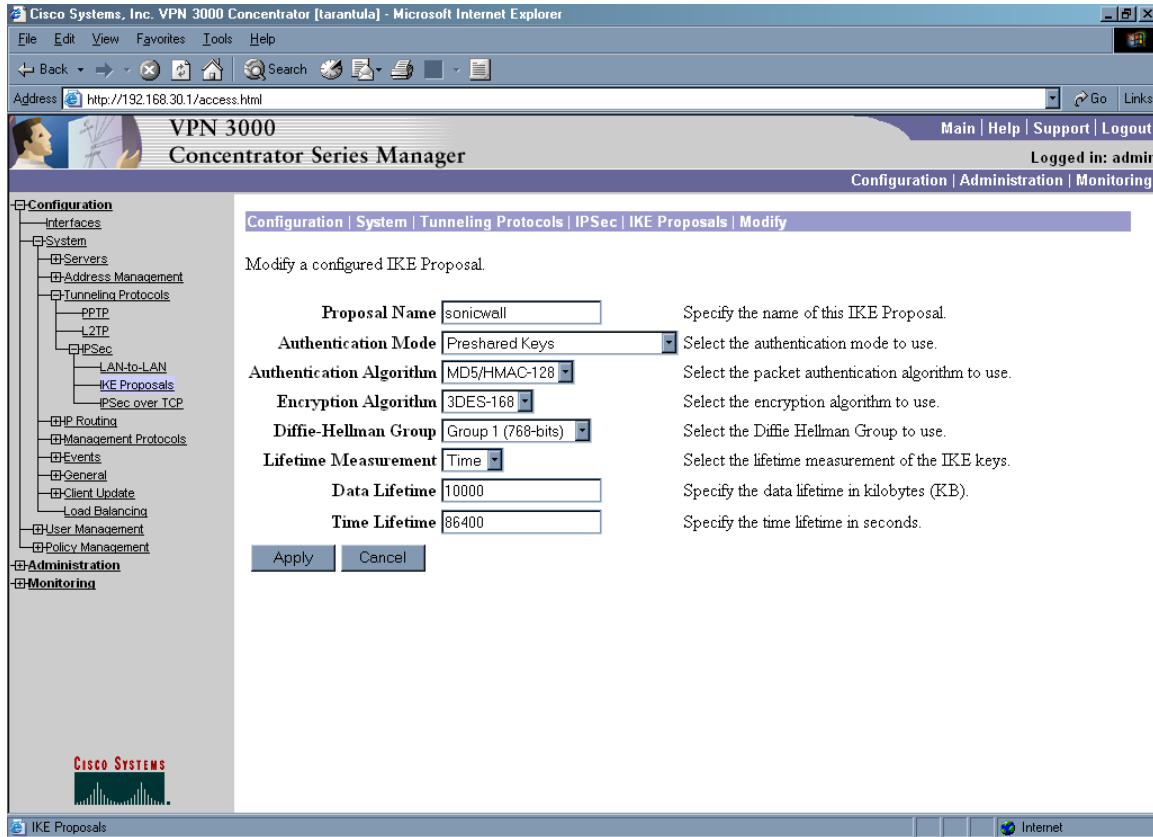 Cisco Systems, Inc. VPN 3000 Concentrator [tarantula] - Microsoft Internet Explorer
File Edit View Favorites Tools Help
Back Search
Address http://192.168.30.1/access.html Go Links
VPN 3000
Concentrator Series Manager
Main | Help | Support | Logout
Logged in: admin
Configuration | Administration | Monitoring
Configuration
Interfaces
System
Servers
Address Management
Tunneling Protocols
PPTP
L2TP
IPSec
LAN-to-LAN
IKE Proposals
IPSec over TCP
IP Routing
Management Protocols
Events
General
Client Update
Load Balancing
User Management
Policy Management
Administration
Monitoring
CISCO SYSTEMS
Configuration | System | Tunneling Protocols | IPSec | IKE Proposals | Modify
Modify a configured IKE Proposal.
Proposal Name sonicwall Specify the name of this IKE Proposal.
Authentication Mode Preshared Keys Select the authentication mode to use.
Authentication Algorithm MD5/HMAC-128 Select the packet authentication algorithm to use.
Encryption Algorithm 3DES-168 Select the encryption algorithm to use.
Diffie-Hellman Group Group 1 (768-bits) Select the Diffie Hellman Group to use.
Lifetime Measurement Time Select the lifetime measurement of the IKE keys.
Data Lifetime 10000 Specify the data lifetime in kilobytes (KB).
Time Lifetime 86400 Specify the time lifetime in seconds.
Apply Cancel
IKE Proposals Internet